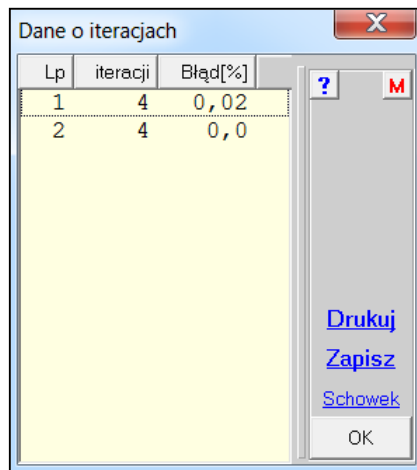 Dane o iteracjach
X
Lp iteracji Błąd[%]
1 4 0,02
2 4 0,0
? M
Drukuj
Zapisz
Schowek
OK